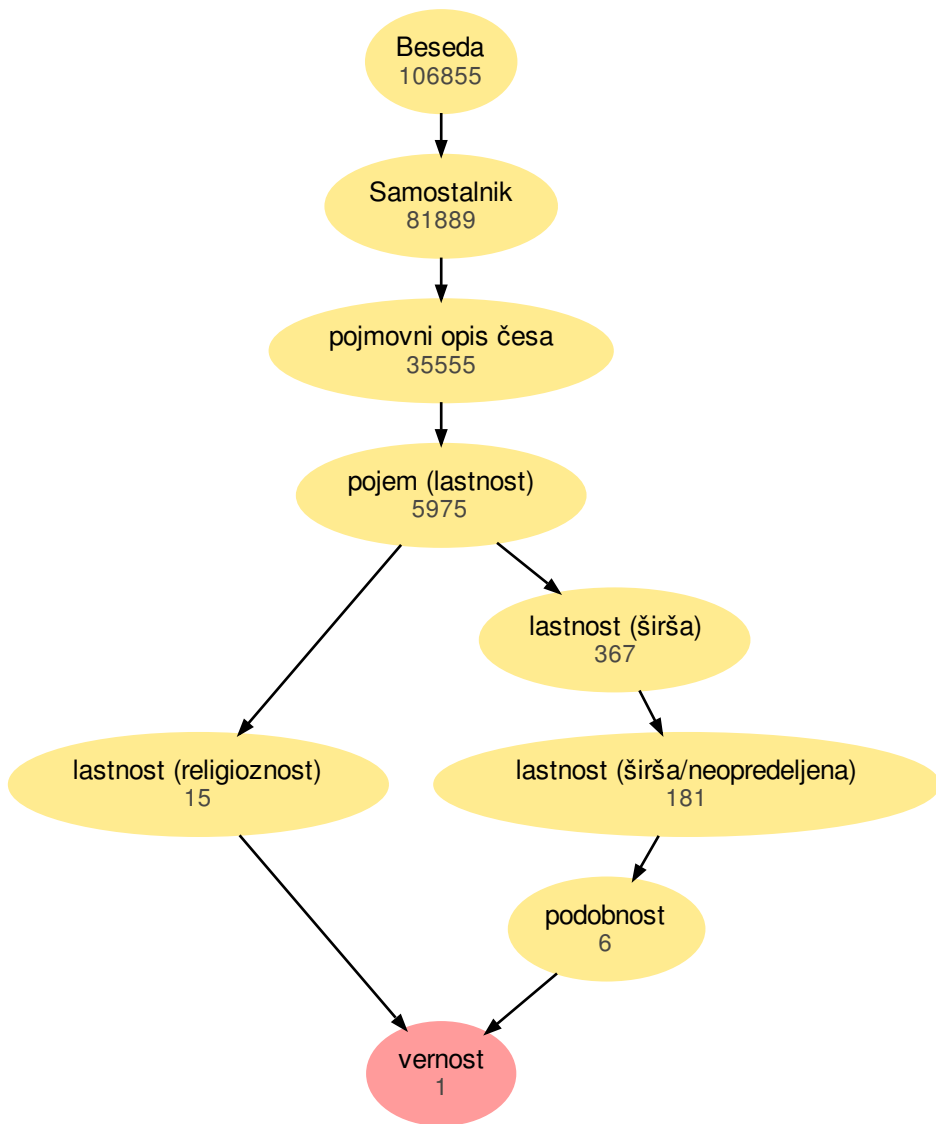 Beseda
106855
Samostalnik
81889
pojmovni opis česa
35555
pojem (lastnost)
5975
lastnost (širša)
367
lastnost (religioznost)
15
lastnost (širša/neopredeljena)
181
podobnost
6
vernost
1